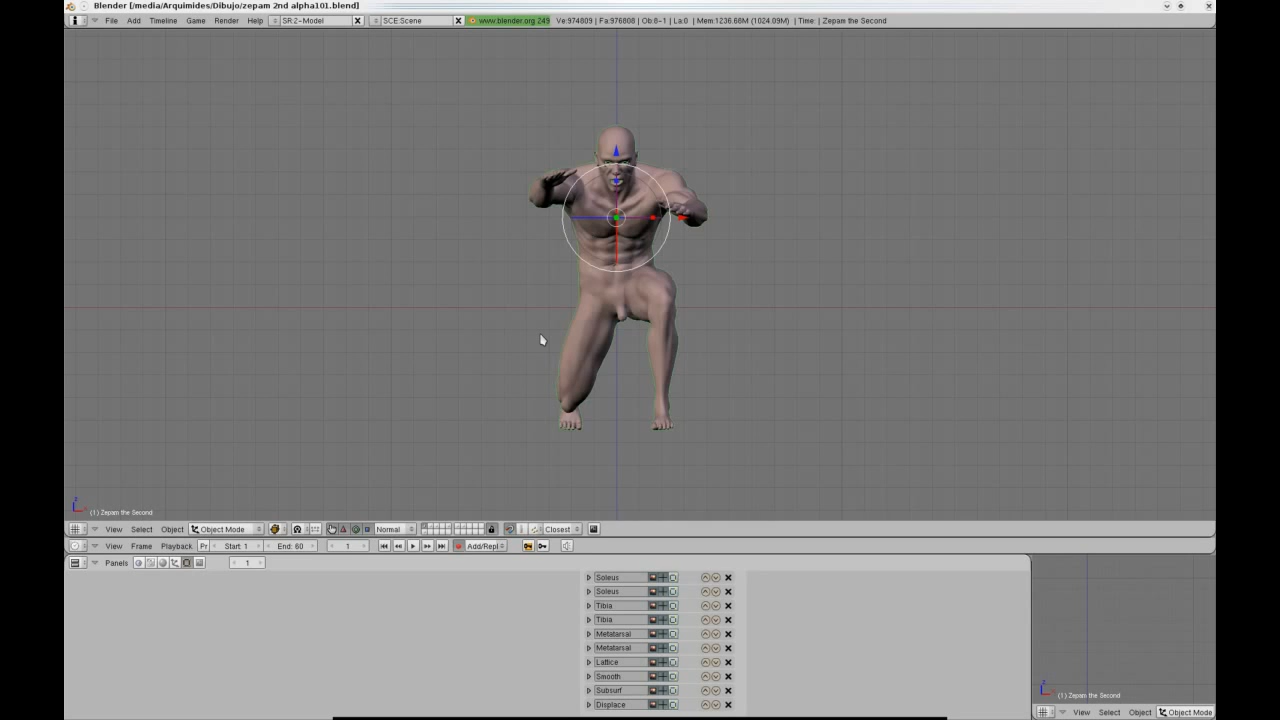 Blender [/media/Arquimides/Dibujo/zepam 2nd alpha101.blend]
File Add Timeline Game Render Help SR:2-Model SCE:Scene www.blender.org 249 Ve:974809 | Fa:976808 | Ob:8-1 | La:0 | Mem:1236.66M (1024.09M) | Time: | Zepam the Second
(1) Zepam the Second
View Select Object Object Mode Normal Closest
View Frame Playback Pr Start: 1 End: 60 1 Add/Repl
Panels 1
Soleus
Soleus
Tibia
Tibia
Metatarsal
Metatarsal
Lattice
Smooth
Subsurf
Displace
(1) Zepam the Second
View Select Object Object Mode